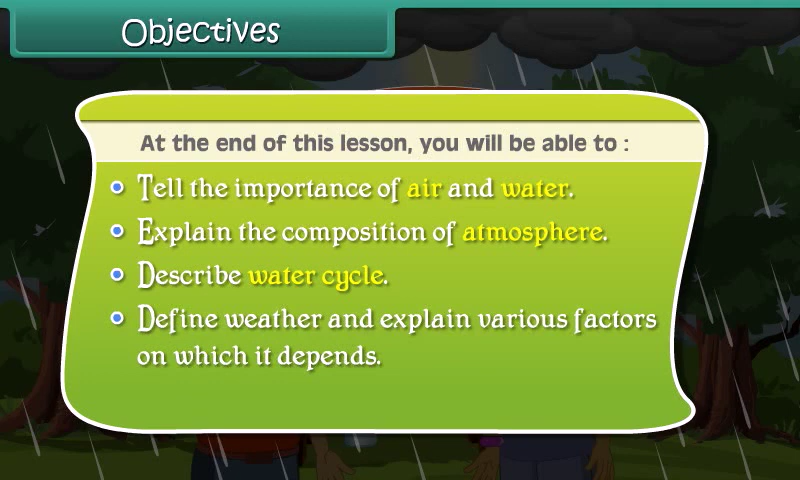 Objectives
At the end of this lesson, you will be able to :
Tell the importance of air and water.
Explain the composition of atmosphere.
Describe water cycle.
Define weather and explain various factors
on which it depends.